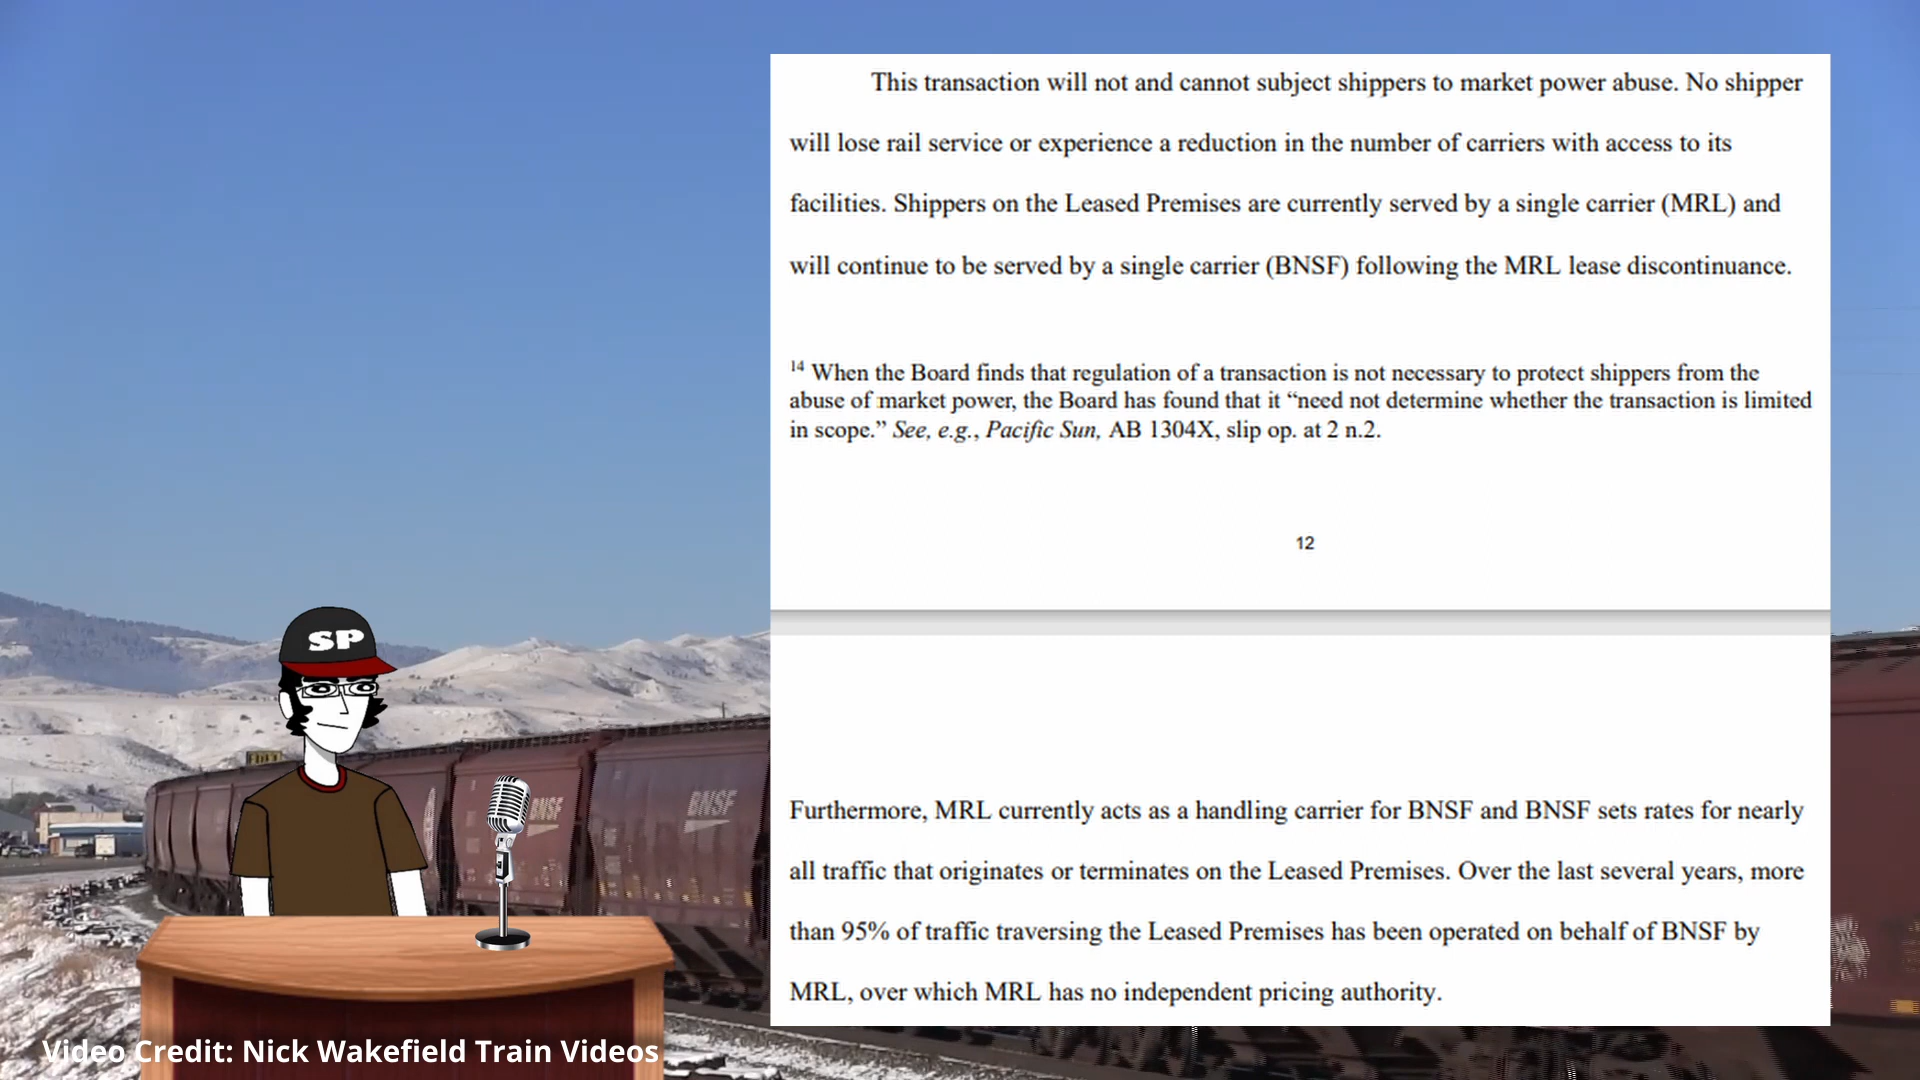 This transaction will not and cannot subject shippers to market power abuse. No shipper
will lose rail service or experience a reduction in the number of carriers with access to its
facilities. Shippers on the Leased Premises are currently served by a single carrier (MRL) and
will continue to be served by a single carrier (BNSF) following the MRL lease discontinuance.
14 When the Board finds that regulation of a transaction is not necessary to protect shippers from the
abuse of market power, the Board has found that it “need not determine whether the transaction is limited
in scope.” See, e.g., Pacific Sun, AB 1304X, slip op. at 2 n.2.
12
Furthermore, MRL currently acts as a handling carrier for BNSF and BNSF sets rates for nearly
all traffic that originates or terminates on the Leased Premises. Over the last several years, more
than 95% of traffic traversing the Leased Premises has been operated on behalf of BNSF by
MRL, over which MRL has no independent pricing authority.
SP
BNSF
BNSF
Video Credit: Nick Wakefield Train Videos